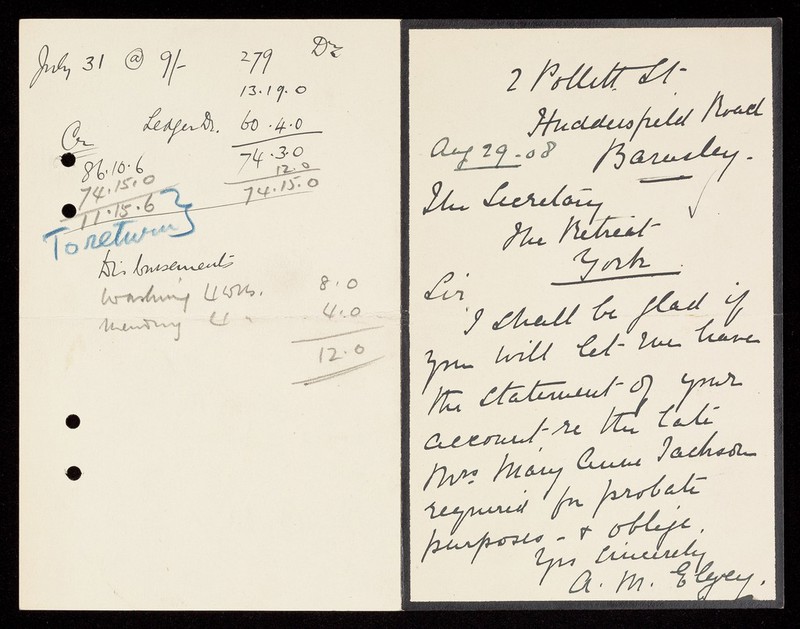 July 31 @ 9/- 279 Dr
13.19.0
Ledger Dr. 60.4.0
Cr 74.3.0
86.10.6 12.0
74.15.0 74.15.0
11.15.6
To return
Disbursements
Washing 4 wks. 8.0
Mending 4 " 4.0
12.0
2 Pollitt St
Huddersfield Road
Aug 29-08 Barnsley.
The Secretary
The Retreat
York
Sir
I shall be glad if
you will let me have
the statement of your
account re the late
Mrs Mary Anne Jackson
required for probate
purposes - & oblige.
Yrs sincerely
A. M.